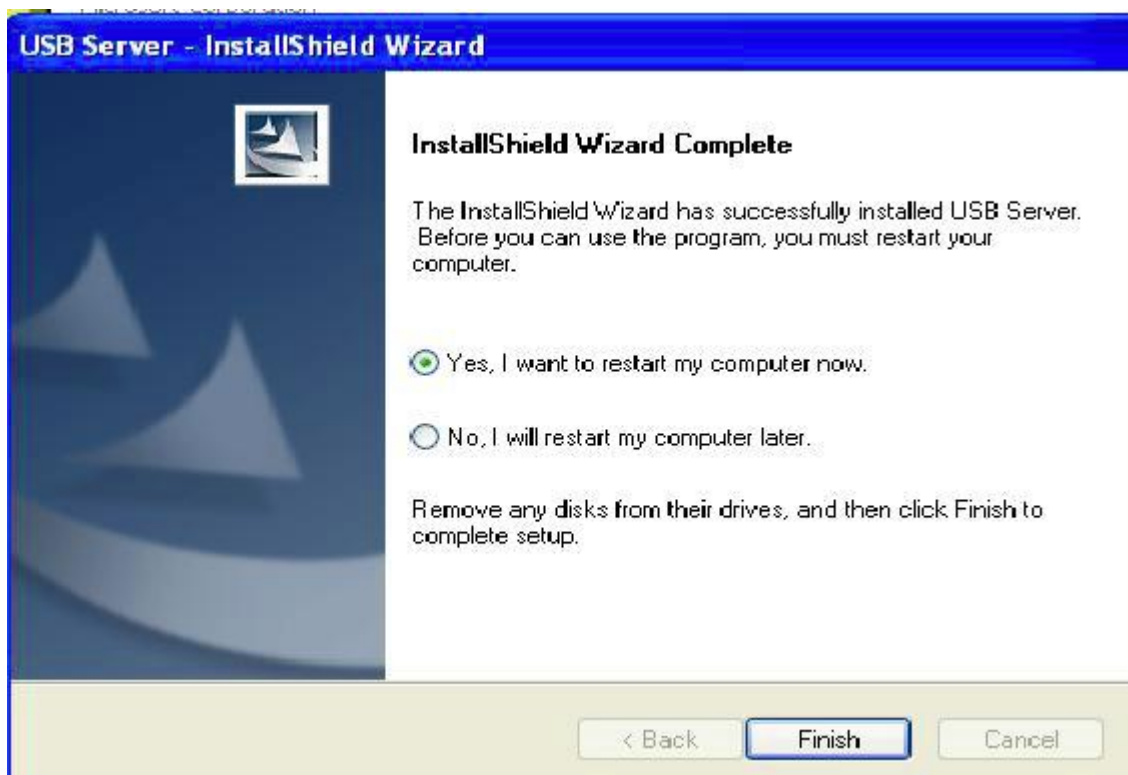 Microsoft Corporation
USB Server - InstallShield Wizard
InstallShield Wizard Complete
The InstallShield Wizard has successfully installed USB Server.
Before you can use the program, you must restart your
computer.
Yes, I want to restart my computer now.
No, I will restart my computer later.
Remove any disks from their drives, and then click Finish to
complete setup.
< Back
Finish
Cancel